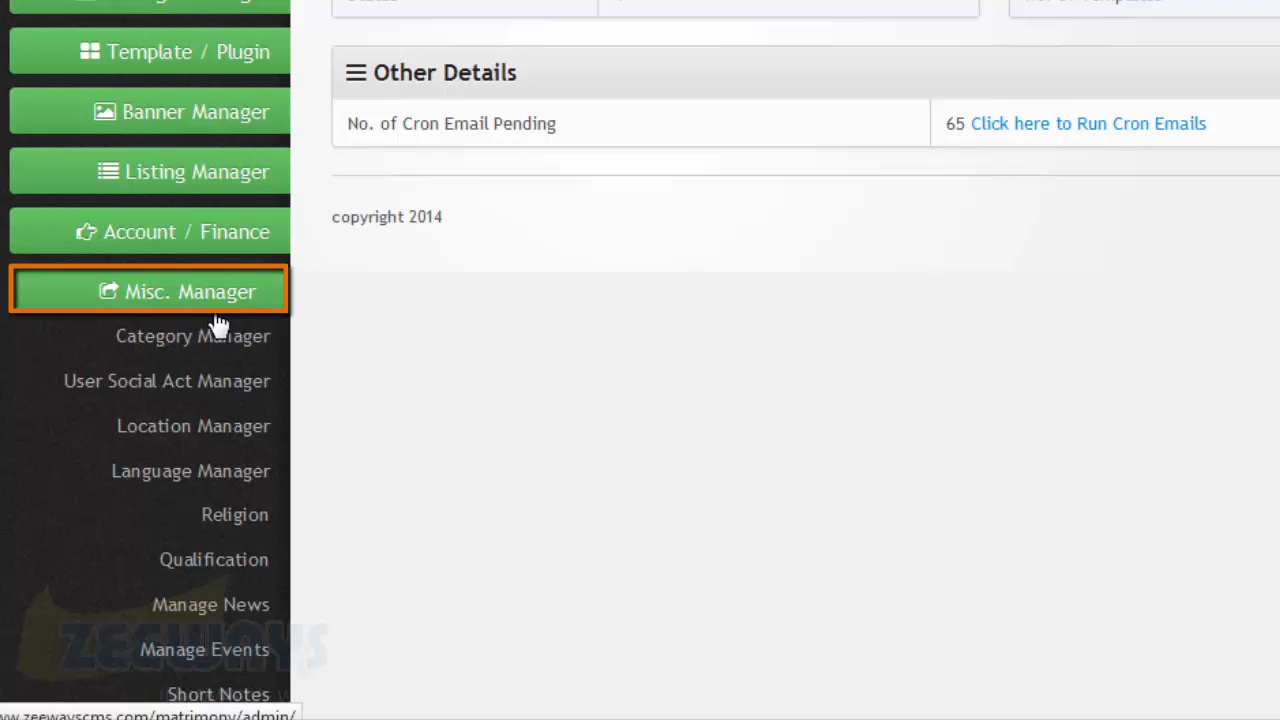 Template / Plugin
Banner Manager
Listing Manager
Account / Finance
Misc. Manager
Category Manager
User Social Act Manager
Location Manager
Language Manager
Religion
Qualification
Manage News
Manage Events
Short Notes
Other Details
No. of Cron Email Pending
65 Click here to Run Cron Emails
copyright 2014
ZEEWAYS
www.zeewayscms.com/matrimony/admin/